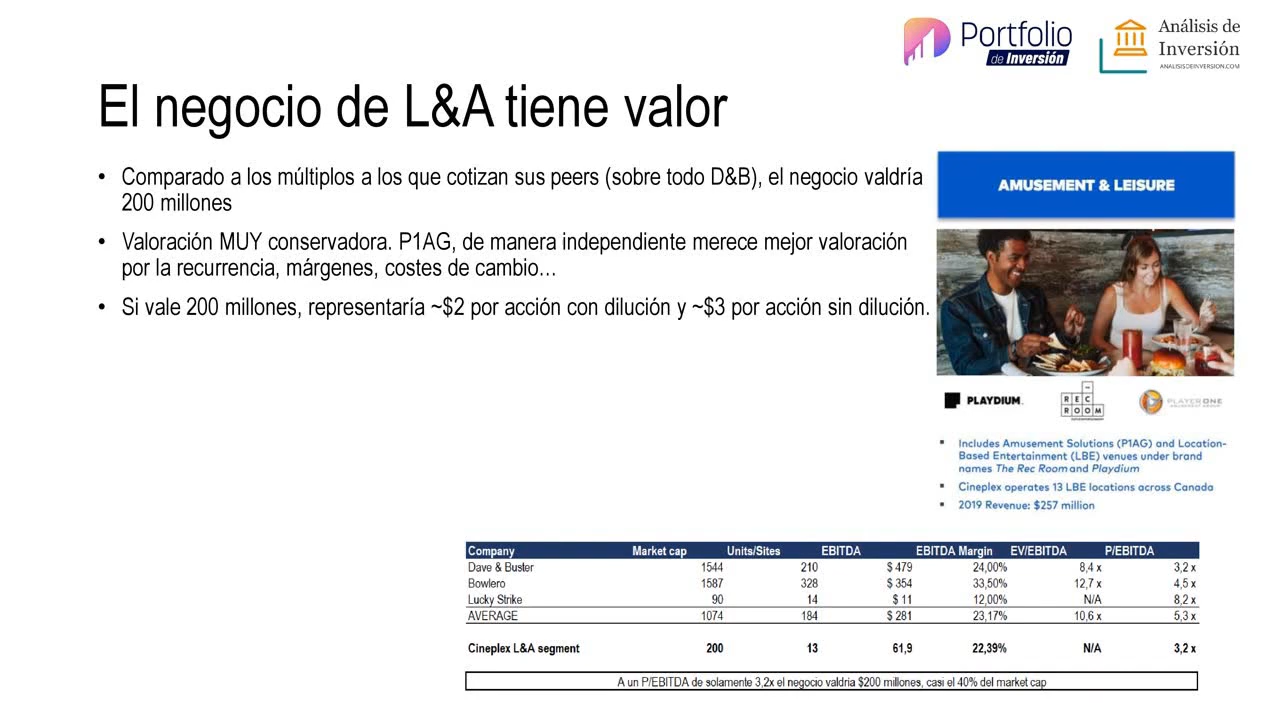 Portfolio
de Inversión
Análisis de
Inversión
ANALISISDEINVERSION.COM
El negocio de L&A tiene valor
• Comparado a los múltiplos a los que cotizan sus peers (sobre todo D&B), el negocio valdría
200 millones
• Valoración MUY conservadora. P1AG, de manera independiente merece mejor valoración
por la recurrencia, márgenes, costes de cambio…
• Si vale 200 millones, representaría ~$2 por acción con dilución y ~$3 por acción sin dilución.
AMUSEMENT & LEISURE
PLAYDIUM
THE
REC
ROOM
PLAYER ONE
AMUSEMENT GROUP
▪ Includes Amusement Solutions (P1AG) and Location-
Based Entertainment (LBE) venues under brand
names The Rec Room and Playdium
▪ Cineplex operates 13 LBE locations across Canada
▪ 2019 Revenue: $257 million
Company Market cap Units/Sites EBITDA EBITDA Margin EV/EBITDA P/EBITDA
Dave & Buster 1544 210 $ 479 24,00% 8,4 x 3,2 x
Bowlero 1587 328 $ 354 33,50% 12,7 x 4,5 x
Lucky Strike 90 14 $ 11 12,00% N/A 8,2 x
AVERAGE 1074 184 $ 281 23,17% 10,6 x 5,3 x
Cineplex L&A segment 200 13 61,9 22,39% N/A 3,2 x
A un P/EBITDA de solamente 3,2x el negocio valdria $200 millones, casi el 40% del market cap